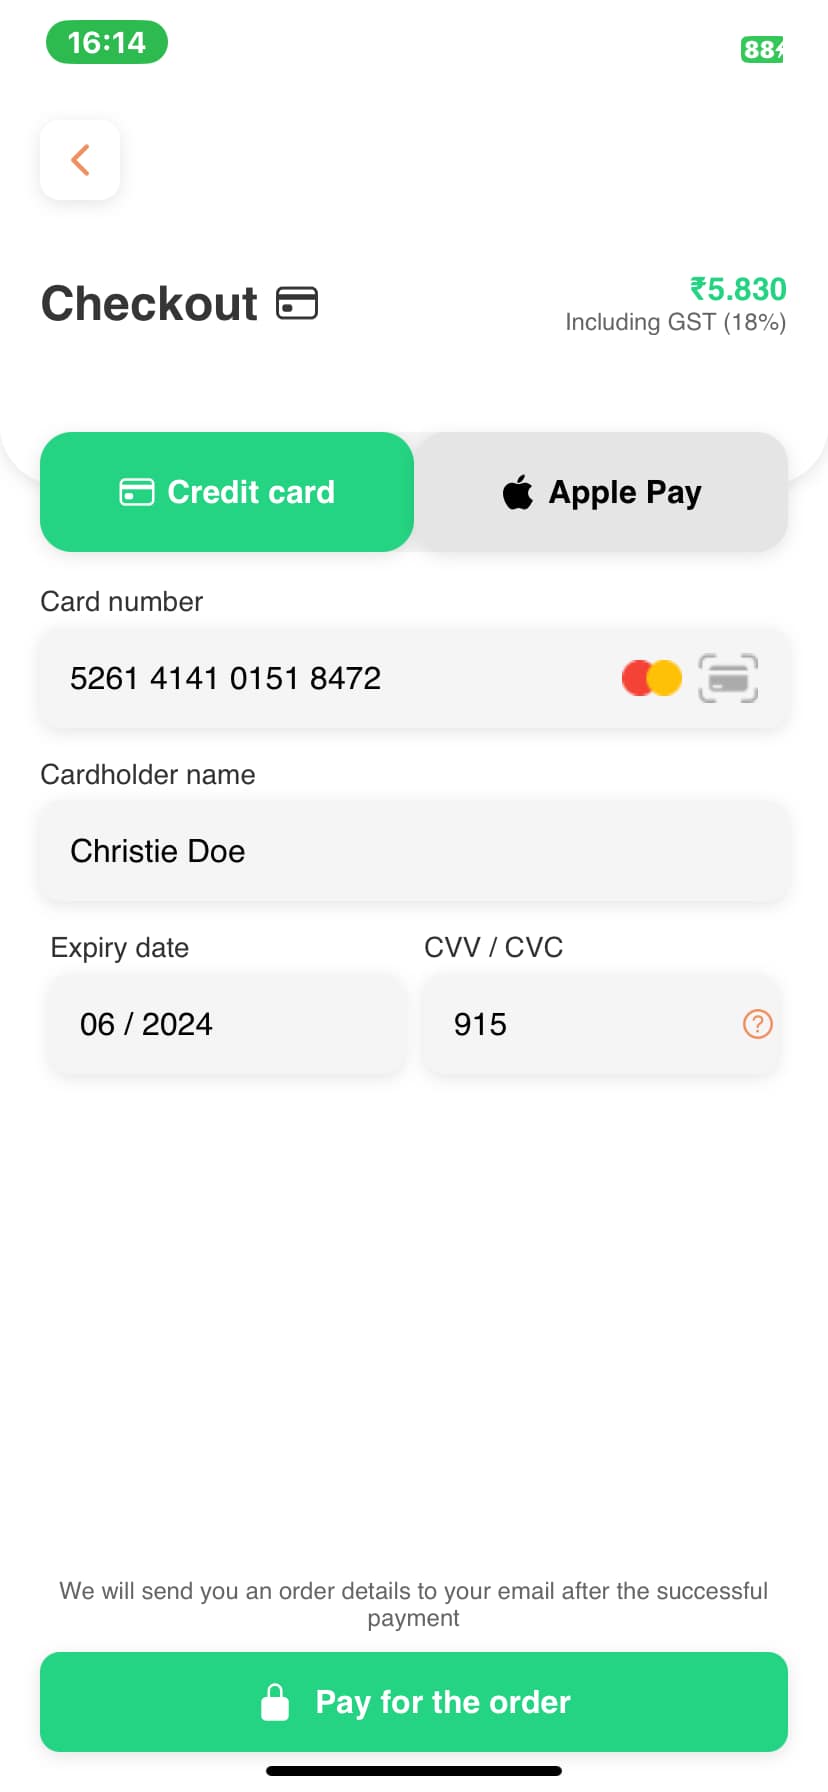 16:14
88
Checkout
₹5.830
Including GST (18%)
Credit card
Apple Pay
Card number
5261 4141 0151 8472
Cardholder name
Christie Doe
Expiry date
CVV / CVC
06 / 2024
915
?
We will send you an order details to your email after the successful
payment
Pay for the order